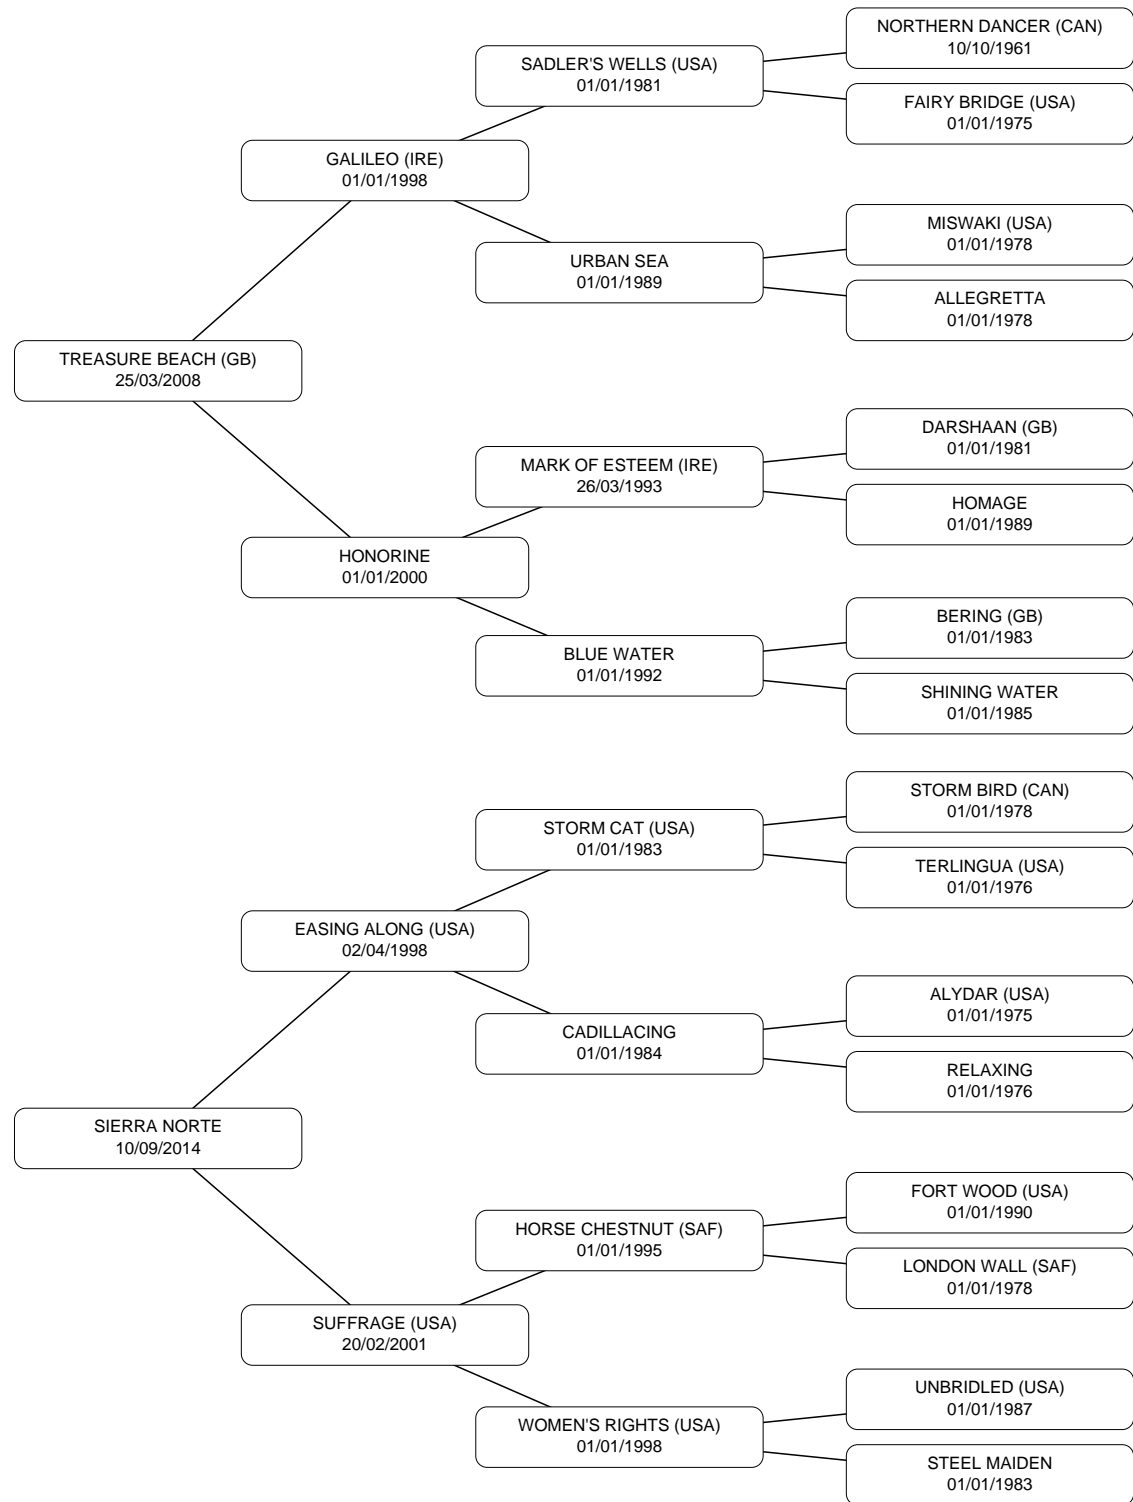 NORTHERN DANCER (CAN)
10/10/1961
SADLER'S WELLS (USA)
01/01/1981
FAIRY BRIDGE (USA)
01/01/1975
GALILEO (IRE)
01/01/1998
MISWAKI (USA)
01/01/1978
URBAN SEA
01/01/1989
ALLEGRETTA
01/01/1978
TREASURE BEACH (GB)
25/03/2008
DARSHAAN (GB)
01/01/1981
MARK OF ESTEEM (IRE)
26/03/1993
HOMAGE
01/01/1989
HONORINE
01/01/2000
BERING (GB)
01/01/1983
BLUE WATER
01/01/1992
SHINING WATER
01/01/1985
STORM BIRD (CAN)
01/01/1978
STORM CAT (USA)
01/01/1983
TERLINGUA (USA)
01/01/1976
EASING ALONG (USA)
02/04/1998
ALYDAR (USA)
01/01/1975
CADILLACING
01/01/1984
RELAXING
01/01/1976
SIERRA NORTE
10/09/2014
FORT WOOD (USA)
01/01/1990
HORSE CHESTNUT (SAF)
01/01/1995
LONDON WALL (SAF)
01/01/1978
SUFFRAGE (USA)
20/02/2001
UNBRIDLED (USA)
01/01/1987
WOMEN'S RIGHTS (USA)
01/01/1998
STEEL MAIDEN
01/01/1983